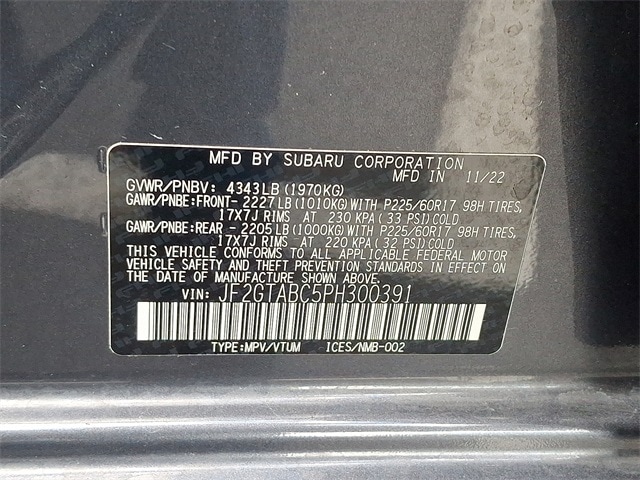 MFD BY SUBARU CORPORATION
MFD IN 11/22
GVWR/PNBV: 4343LB(1970KG)
GAWR/PNBE:FRONT- 2227LB(1010KG)WITH P225/60R17 98H TIRES,
17X7J RIMS AT 230 KPA(33 PSI)COLD
GAWR/PNBE:REAR - 2205LB(1000KG)WITH P225/60R17 98H TIRES,
17X7J RIMS AT 220 KPA(32 PSI)COLD
THIS VEHICLE CONFORMS TO ALL APPLICABLE FEDERAL MOTOR
VEHICLE SAFETY AND THEFT PREVENTION STANDARDS IN EFFECT ON
THE DATE OF MANUFACTURE SHOWN ABOVE.
VIN: JF2GTABC5PH300391
TYPE:MPV/VTUM ICES/NMB-002